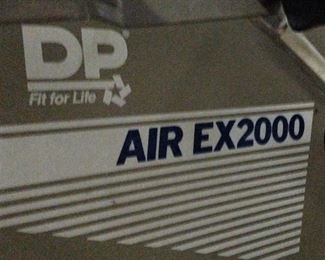 DP®
Fit for Life
AIR EX2000